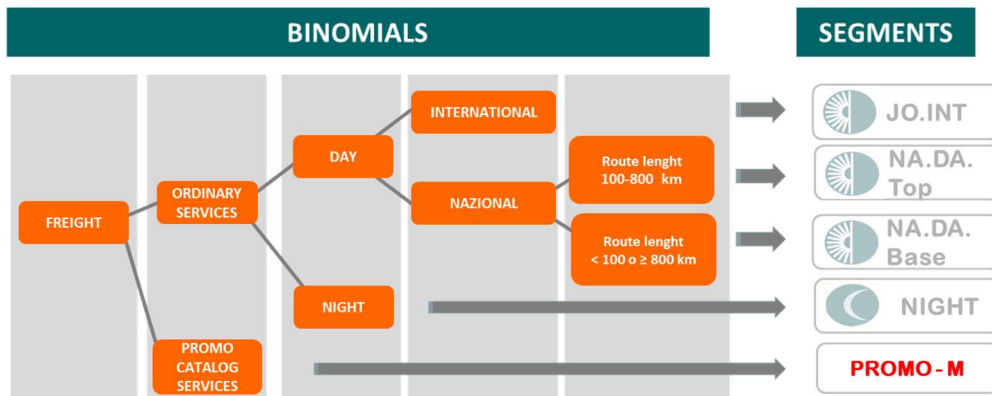 BINOMIALS
SEGMENTS
INTERNATIONAL
JO.INT
DAY
Route lenght
100-800 km
NA.DA.
Top
ORDINARY
SERVICES
NAZIONAL
FREIGHT
Route lenght
< 100 o ≥ 800 km
NA.DA.
Base
NIGHT
NIGHT
PROMO
CATALOG
SERVICES
PROMO - M